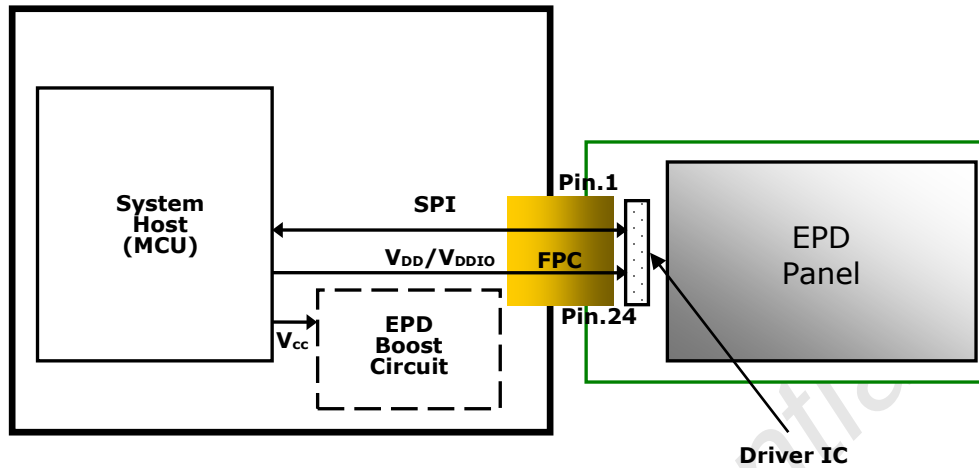 System
Host
(MCU)
SPI
VDD/VDDIO
Vcc
EPD
Boost
Circuit
Pin.1
FPC
Pin.24
EPD
Panel
Driver IC